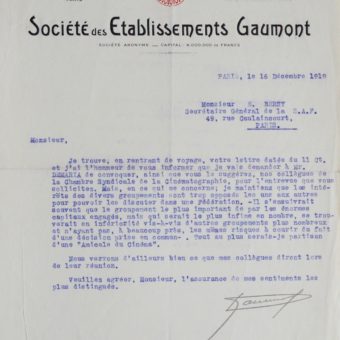 PARIS
Société des Etablissements Gaumont
SOCIÉTÉ ANONYME — CAPITAL: 4.000.000 DE FRANCS
PARIS, le 16 Décembre 1918
Monsieur BERNY
Secrétaire Général de la S.A.F.
49, rue Caulaincourt,
PARIS.
Monsieur,
Je trouve, en rentrant de voyage, votre lettre datée du 11 Ct.
et j'ai l'honneur de vous informer que je vais demander à Mr.
DEMARIA de convoquer, ainsi que vous le suggérez, nos collègues de
la Chambre Syndicale de la Cinématographie, pour l'entrevue que vous
sollicitez. Mais, en ce qui me concerne, je maintiens que les inté-
rêts des divers groupements sont trop opposés les uns aux autres
pour pouvoir les discuter dans une fédération. -Il s'ensuivrait
souvent que le groupement le plus important de par les énormes
capitaux engagés, mais qui serait le plus infime en nombre, se trou-
verait en infériorité vis-à-vis d'autres groupements plus nombreux
et n'ayant pas, à beaucoup près, les mêmes risques à courir du fait
d'une décision prise en commun- . Tout au plus serais-je partisan
d'une "Amicale du Cinéma".
Nous verrons d'ailleurs bien ce que mes collègues diront lors
de leur réunion.
Veuillez agréer, Monsieur, l'assurance de mes sentiments les
plus distingués.